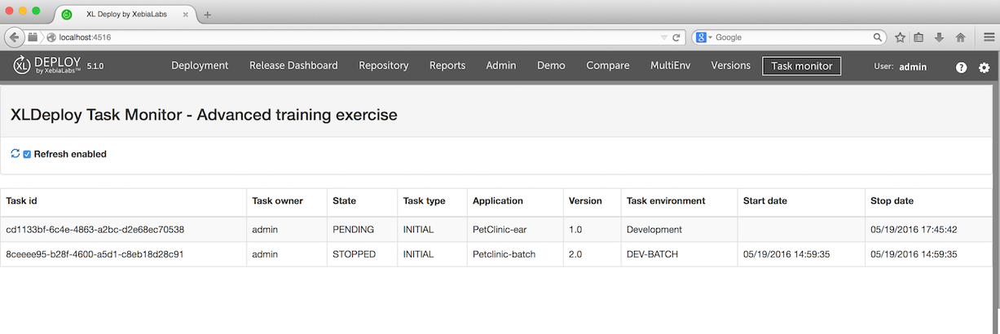 XL Deploy by XebiaLabs
localhost:4516
Google
XL DEPLOY by XebiaLabs™ 5.1.0 Deployment Release Dashboard Repository Reports Admin Demo Compare MultiEnv Versions Task monitor User: admin
XLDeploy Task Monitor - Advanced training exercise
Refresh enabled
Task id Task owner State Task type Application Version Task environment Start date Stop date
cd1133bf-6c4e-4863-a2bc-d2e68ec70538 admin PENDING INITIAL PetClinic-ear 1.0 Development 05/19/2016 17:45:42
8ceeee95-b28f-4600-a5d1-c8eb18d28c91 admin STOPPED INITIAL Petclinic-batch 2.0 DEV-BATCH 05/19/2016 14:59:35 05/19/2016 14:59:35